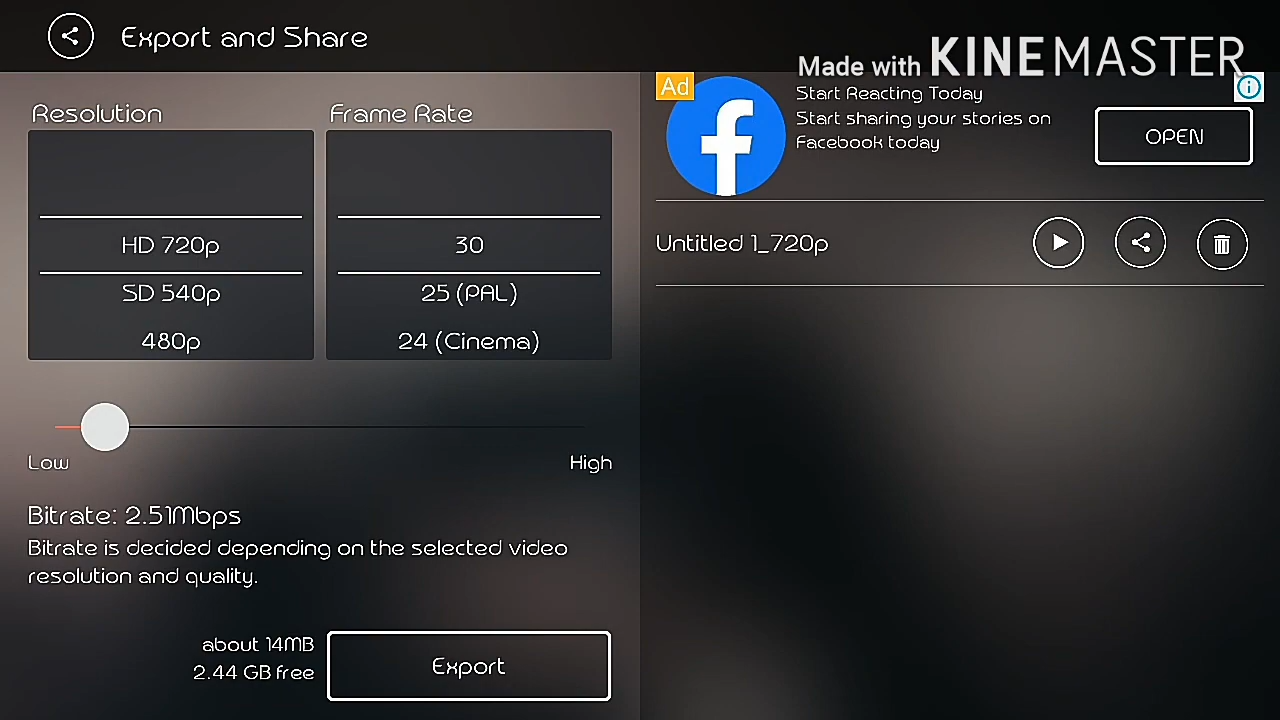 Export and Share
Made with KINEMASTER
Resolution
Frame Rate
HD 720p
SD 540p
480p
30
25 (PAL)
24 (Cinema)
Low
High
Bitrate: 2.51Mbps
Bitrate is decided depending on the selected video
resolution and quality.
about 14MB
2.44 GB free
Export
Ad
Start Reacting Today
Start sharing your stories on
Facebook today
OPEN
Untitled 1_720p